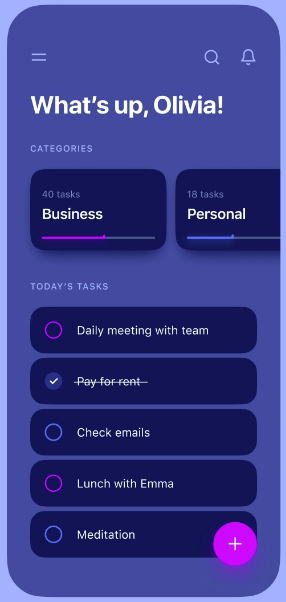 What's up, Olivia!
CATEGORIES
40 tasks
Business
18 tasks
Personal
TODAY'S TASKS
Daily meeting with team
Pay for rent
Check emails
Lunch with Emma
Meditation